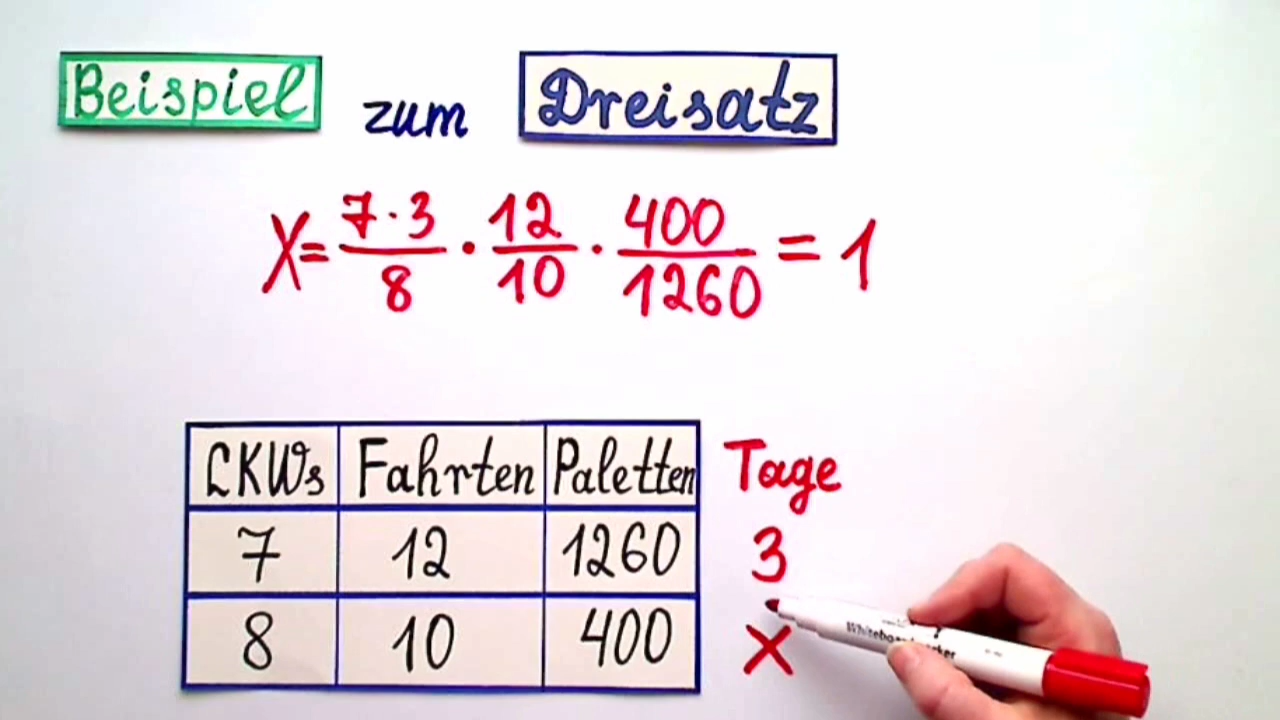 Beispiel zum Dreisatz
X = 7·3/8 · 12/10 · 400/1260 = 1
LKWs Fahrten Paletten Tage
7 12 1260 3
8 10 400 x